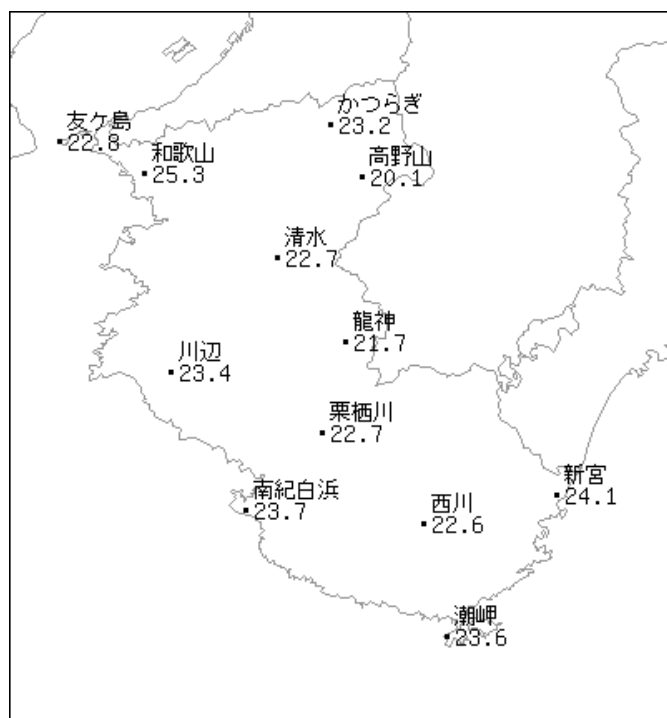 かつらぎ
23.2
友ケ島
22.8
和歌山
25.3
高野山
20.1
清水
22.7
龍神
21.7
川辺
23.4
栗栖川
22.7
南紀白浜
23.7
西川
22.6
新宮
24.1
潮岬
23.6